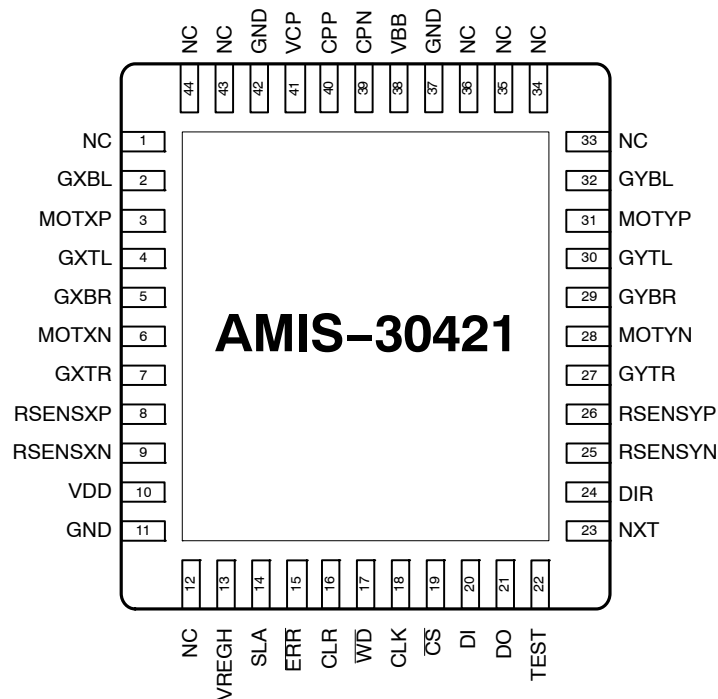 NC NC GND VCP CPP CPN VBB GND NC NC NC
44 43 42 41 40 39 38 37 36 35 34
NC 1 33 NC
GXBL 2 32 GYBL
MOTXP 3 31 MOTYP
GXTL 4 30 GYTL
GXBR 5 29 GYBR
AMIS–30421
MOTXN 6 28 MOTYN
GXTR 7 27 GYTR
RSENSXP 8 26 RSENSYP
RSENSXN 9 25 RSENSYN
VDD 10 24 DIR
GND 11 23 NXT
12 13 14 15 16 17 18 19 20 21 22
NC VREGH SLA ERR CLR WD CLK CS DI DO TEST